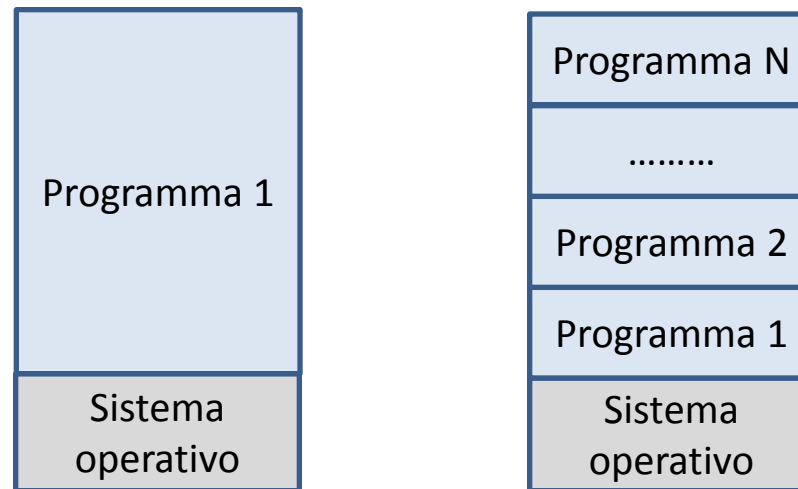 Programma 1
Sistema
operativo
Programma N
………
Programma 2
Programma 1
Sistema
operativo